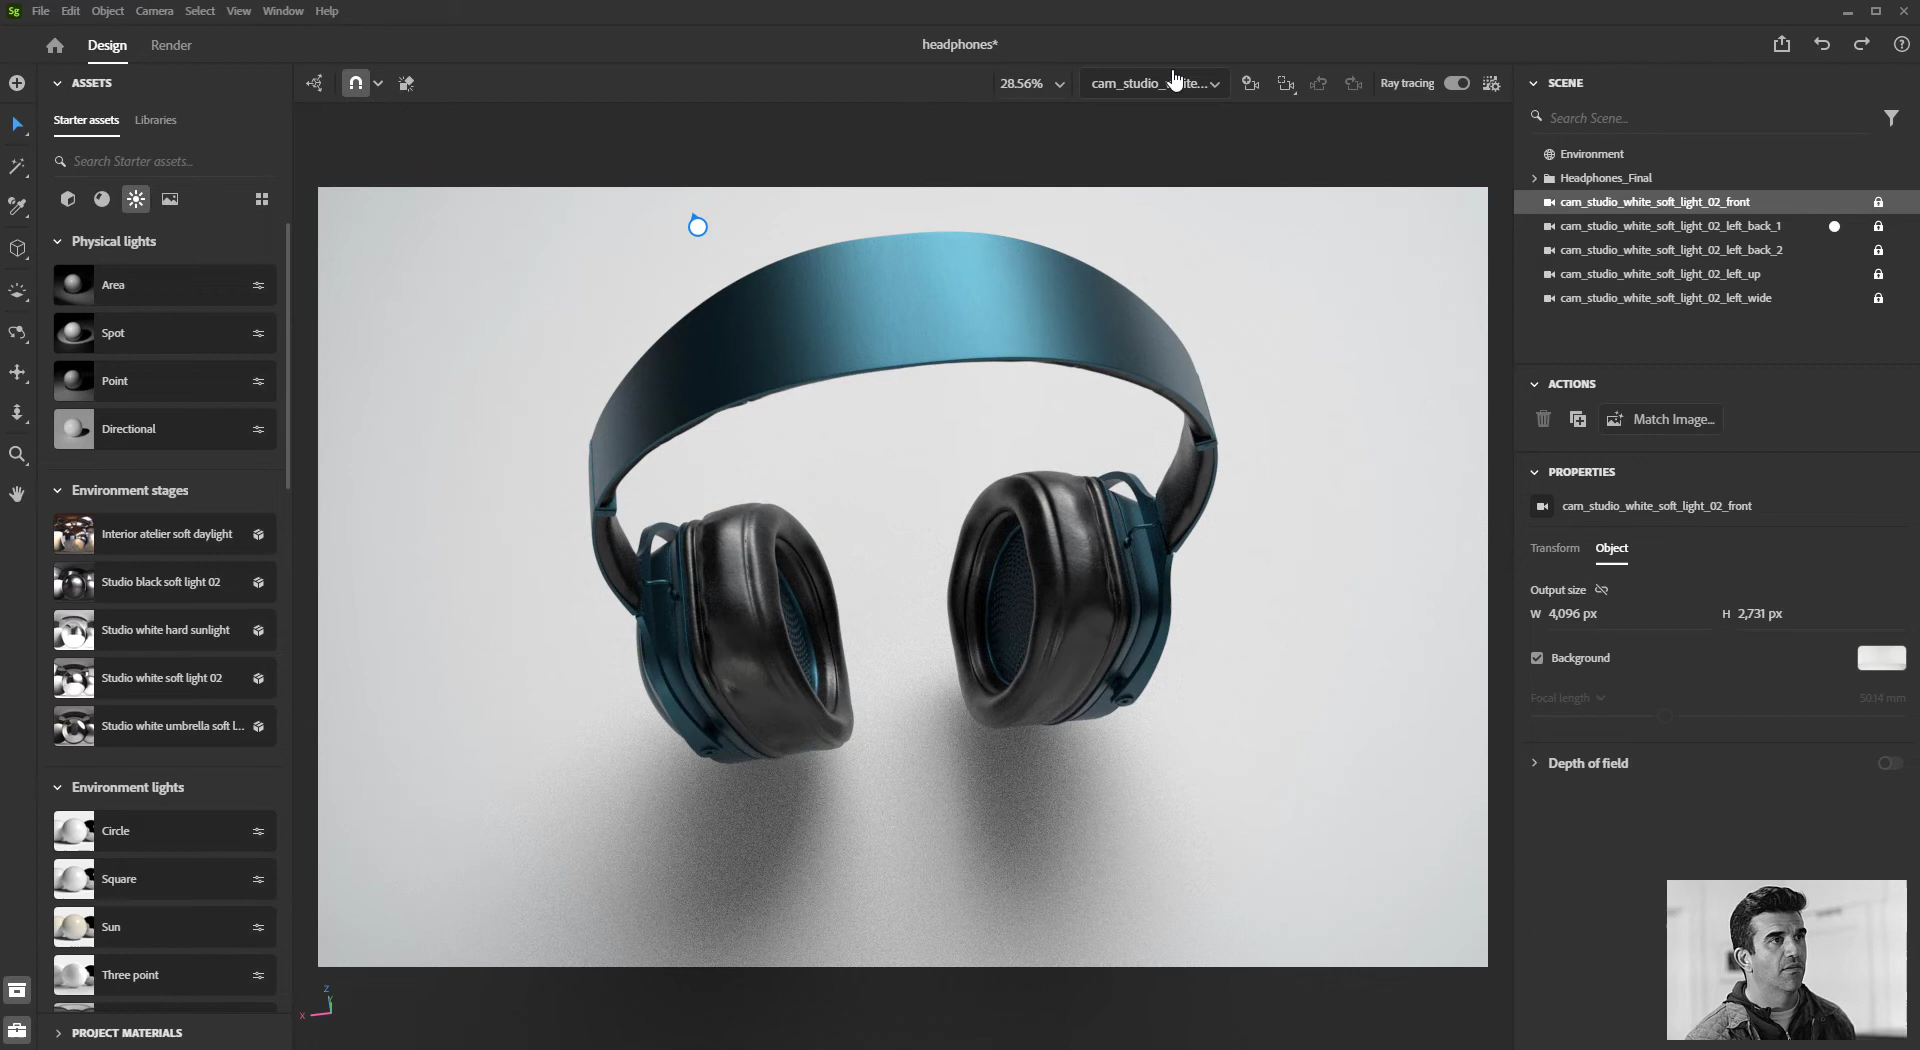 Sg File Edit Object Camera Select View Window Help
Design Render headphones*
ASSETS
Starter assets Libraries
Search Starter assets...
Physical lights
Area
Spot
Point
Directional
Environment stages
Interior atelier soft daylight
Studio black soft light 02
Studio white hard sunlight
Studio white soft light 02
Studio white umbrella soft l...
Environment lights
Circle
Square
Sun
Three point
PROJECT MATERIALS
28.56% Ray tracing
Z
Y
X
SCENE
Search Scene...
Environment
Headphones_Final
cam_studio_white_soft_light_02_front
cam_studio_white_soft_light_02_left_back_1
cam_studio_white_soft_light_02_left_back_2
cam_studio_white_soft_light_02_left_up
cam_studio_white_soft_light_02_left_wide
ACTIONS
Match Image...
PROPERTIES
cam_studio_white_soft_light_02_front
Transform Object
Output size
W 4,096 px H 2,731 px
Background
Focal length
Depth of field